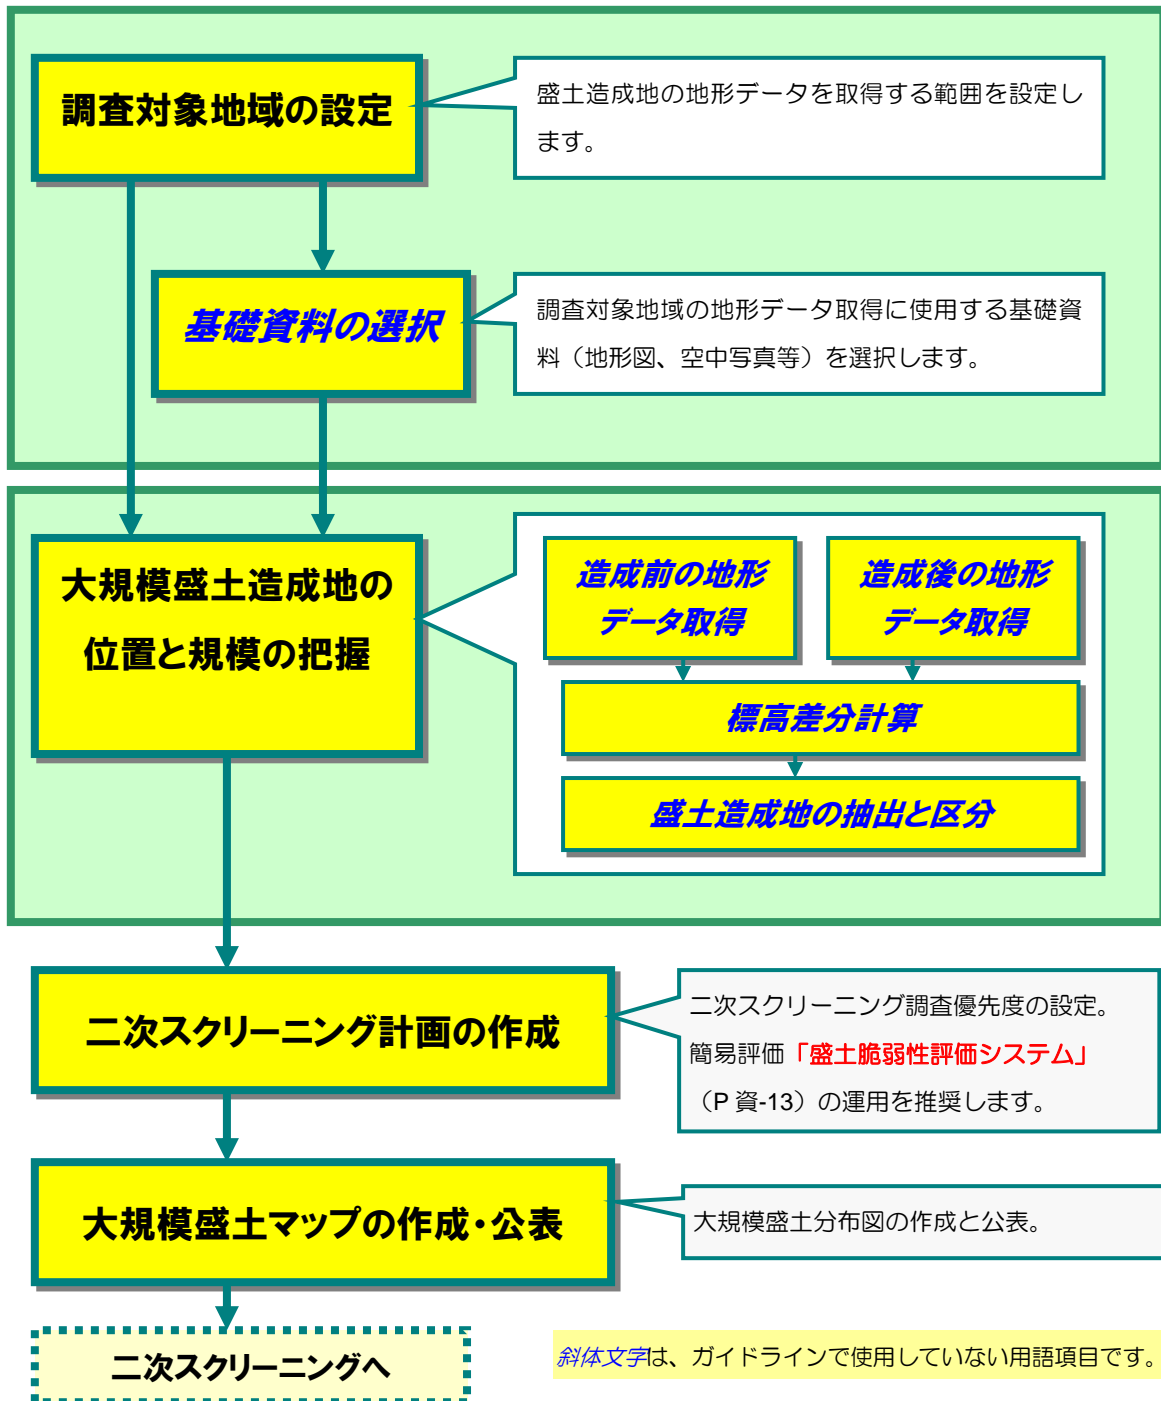 調査対象地域の設定
盛土造成地の地形データを取得する範囲を設定し
ます。
基礎資料の選択
調査対象地域の地形データ取得に使用する基礎資
料（地形図、空中写真等）を選択します。
大規模盛土造成地の
位置と規模の把握
造成前の地形
データ取得
造成後の地形
データ取得
標高差分計算
盛土造成地の抽出と区分
二次スクリーニング計画の作成
二次スクリーニング調査優先度の設定。
簡易評価「盛土脆弱性評価システム」
（P 資-13）の運用を推奨します。
大規模盛土マップの作成・公表
大規模盛土分布図の作成と公表。
二次スクリーニングへ
斜体文字は、ガイドラインで使用していない用語項目です。